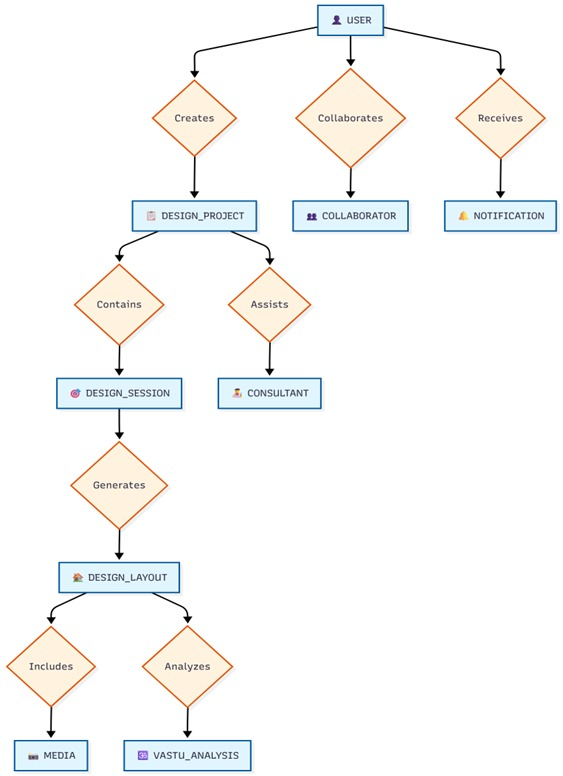 USER
Creates
Collaborates
Receives
DESIGN_PROJECT
COLLABORATOR
NOTIFICATION
Contains
Assists
DESIGN_SESSION
CONSULTANT
Generates
DESIGN_LAYOUT
Includes
Analyzes
MEDIA
🕉 VASTU_ANALYSIS